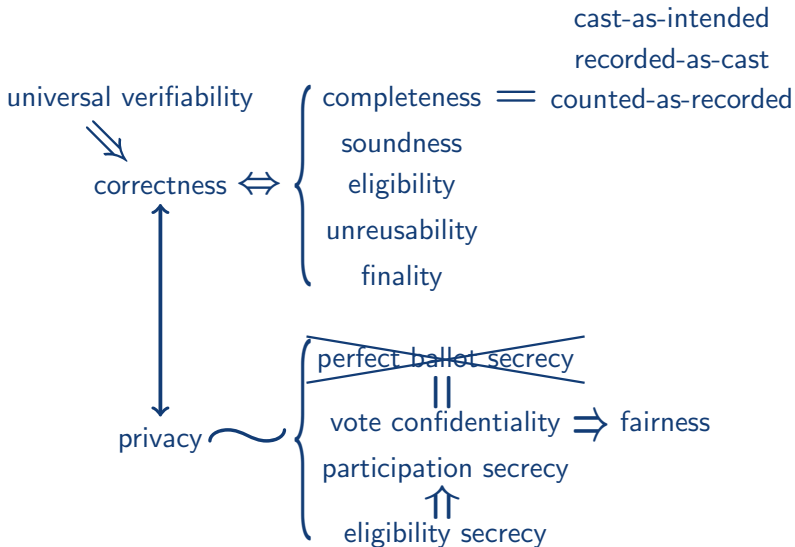 cast-as-intended
recorded-as-cast
universal verifiability
completeness
counted-as-recorded
soundness
correctness
eligibility
unreusability
finality
perfect ballot secrecy
vote confidentiality
fairness
privacy
participation secrecy
eligibility secrecy